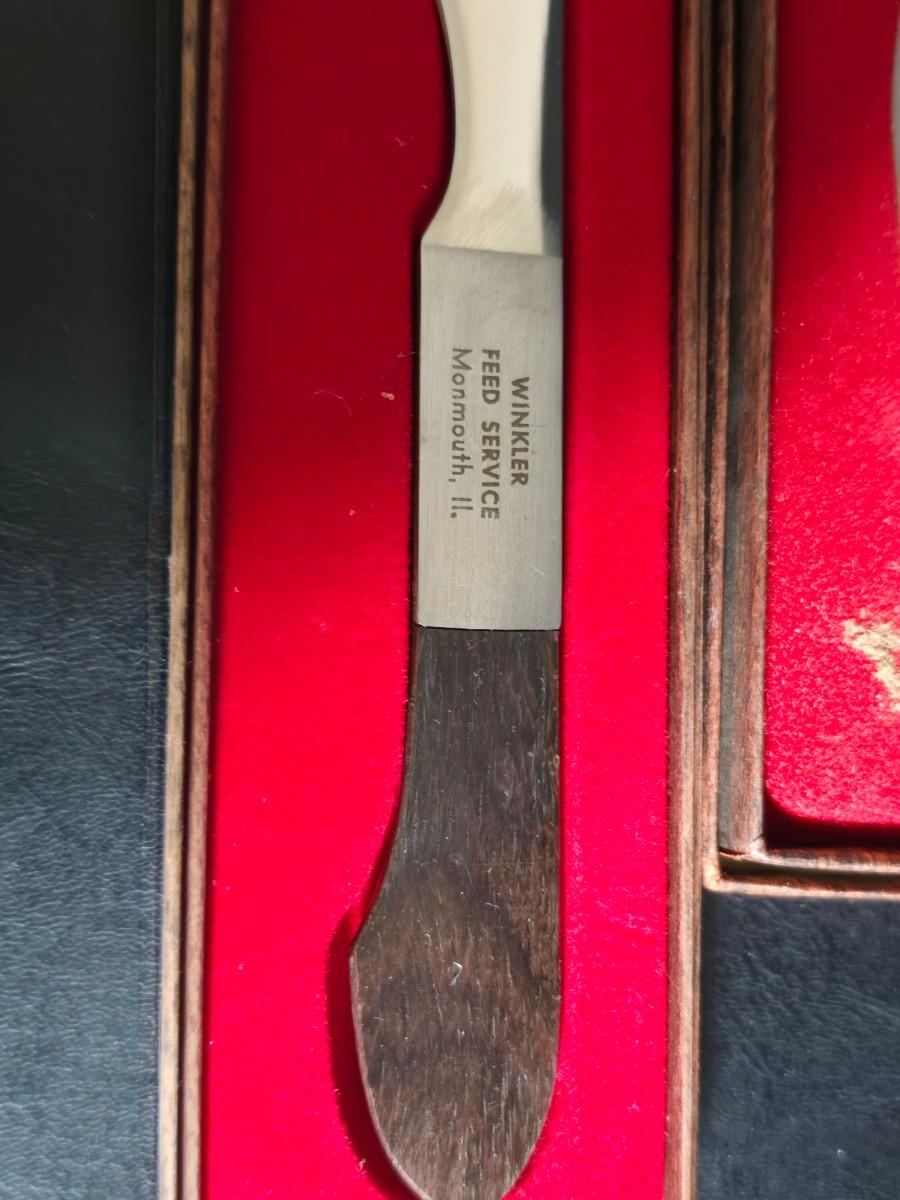 WINKLER
FEED SERVICE
Monmouth, Il.